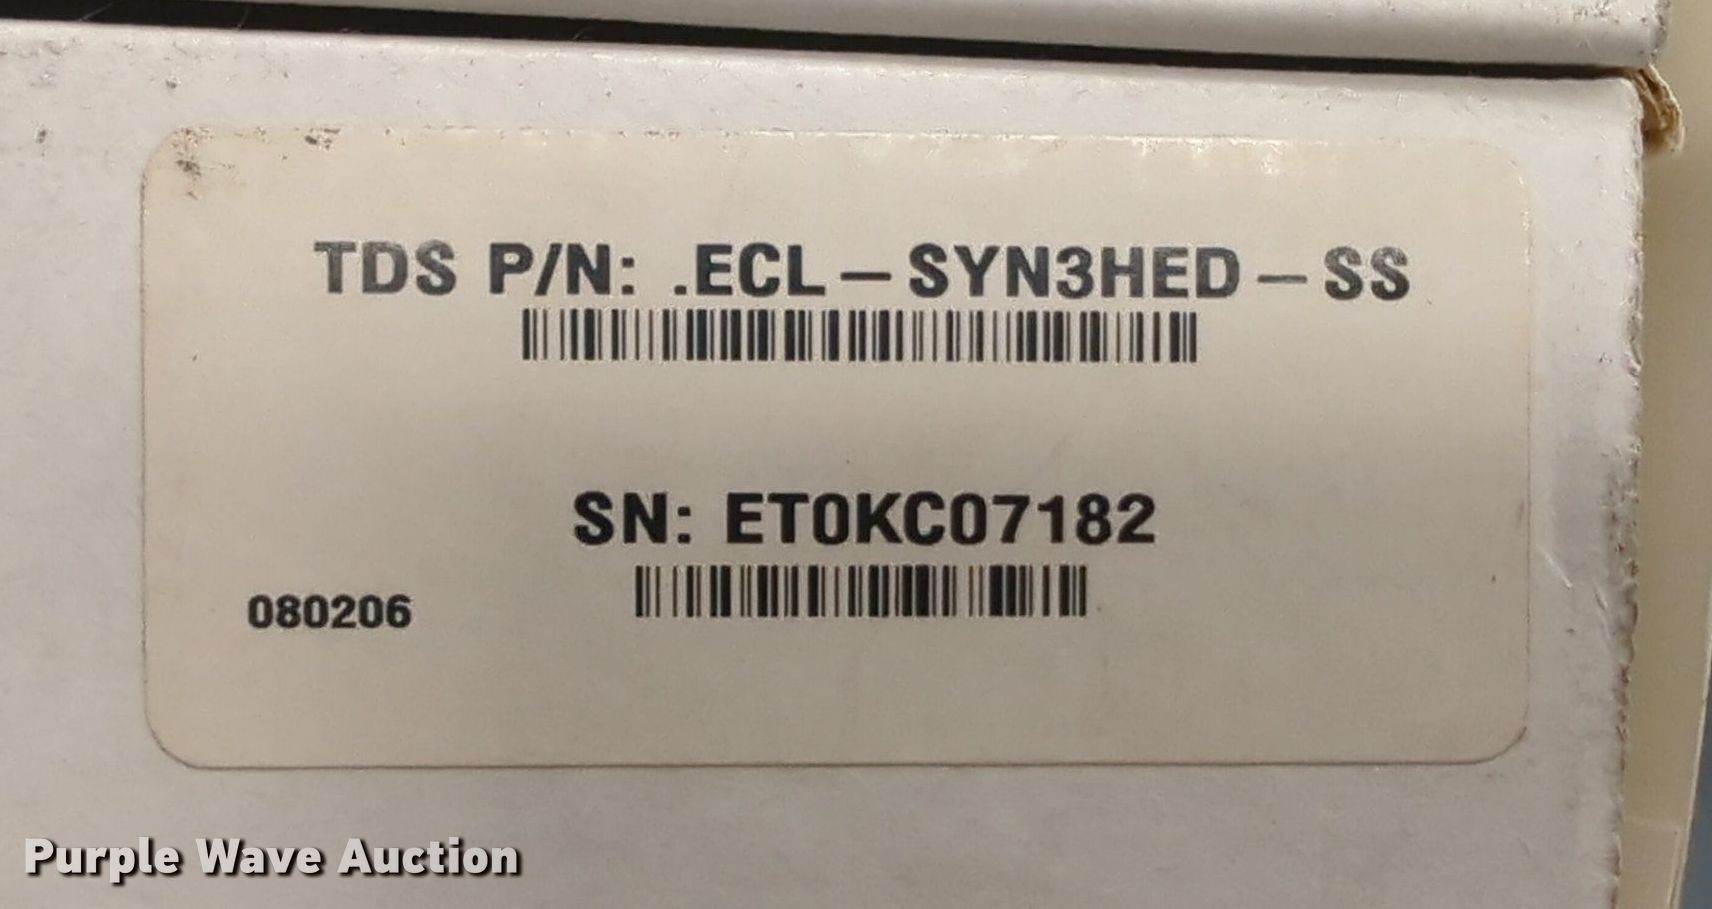 TDS P/N: .ECL-SYN3HED-SS
SN: ET0KC07182
080206
Purple Wave Auction